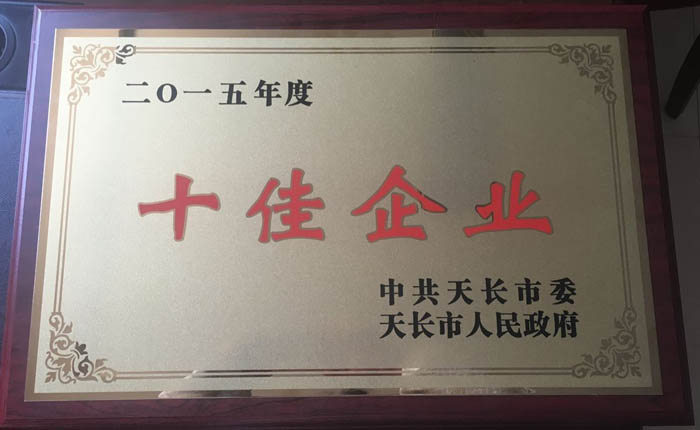 二O一五年度
十佳企业
中共天长市委
天长市人民政府